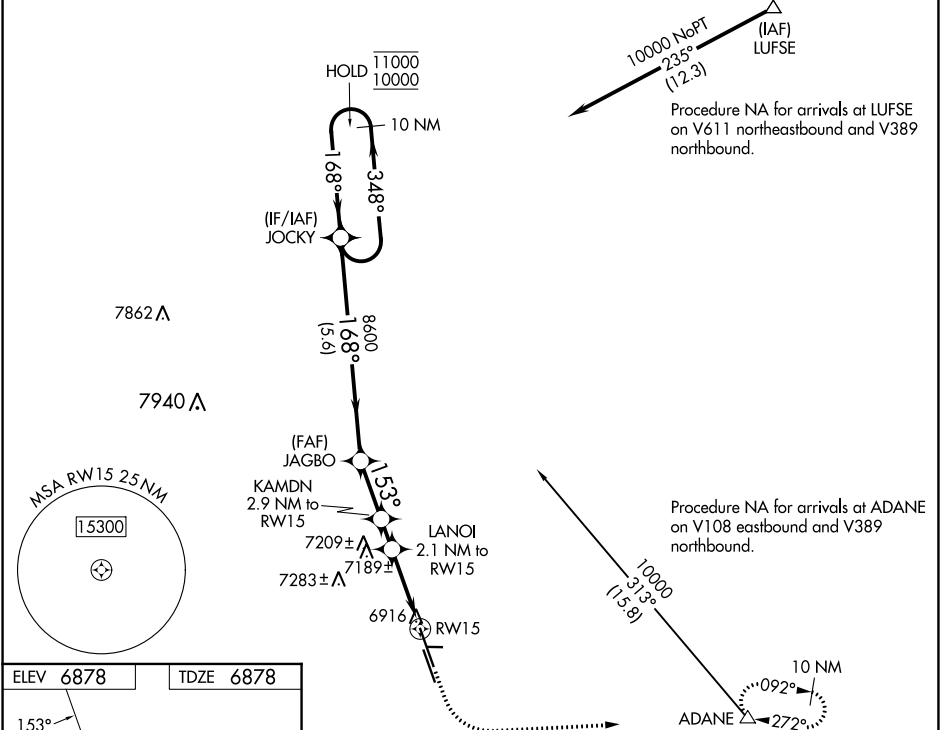 (IAF)
LUFSE
10000 NoPT
235°
(12.3)
Procedure NA for arrivals at LUFSE
on V611 northeastbound and V389
northbound.
HOLD
11000
10000
10 NM
168°
348°
(IF/IAF)
JOCKY
7862
8600
168°
(5.6)
7940
(FAF)
JAGBO
153°
MSA RW15 25 NM
15300
KAMDN
2.9 NM to
RW15
LANOI
2.1 NM to
RW15
7209±
7189±
7283±
6916
RW15
Procedure NA for arrivals at ADANE
on V108 eastbound and V389
northbound.
10000
313°
(15.8)
10 NM
092°
272°
ADANE
ELEV 6878
TDZE 6878
153°